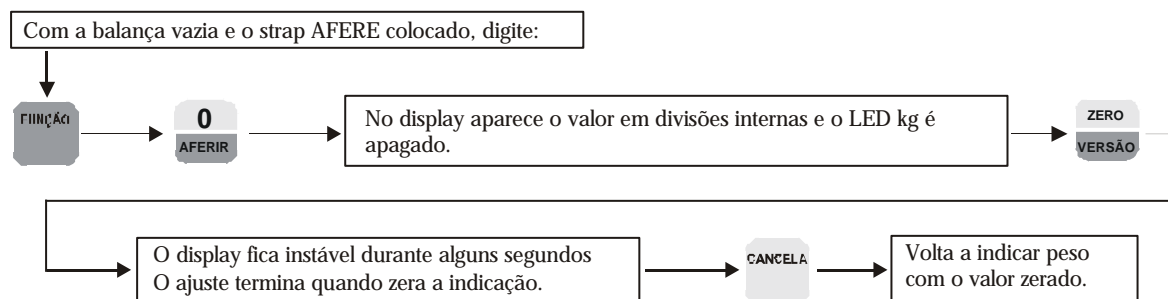 Com a balança vazia e o strap AFERE colocado, digite:
FUNÇÃO
0
AFERIR
No display aparece o valor em divisões internas e o LED kg é
apagado.
ZERO
VERSÃO
O display fica instável durante alguns segundos
O ajuste termina quando zera a indicação.
CANCELA
Volta a indicar peso
com o valor zerado.